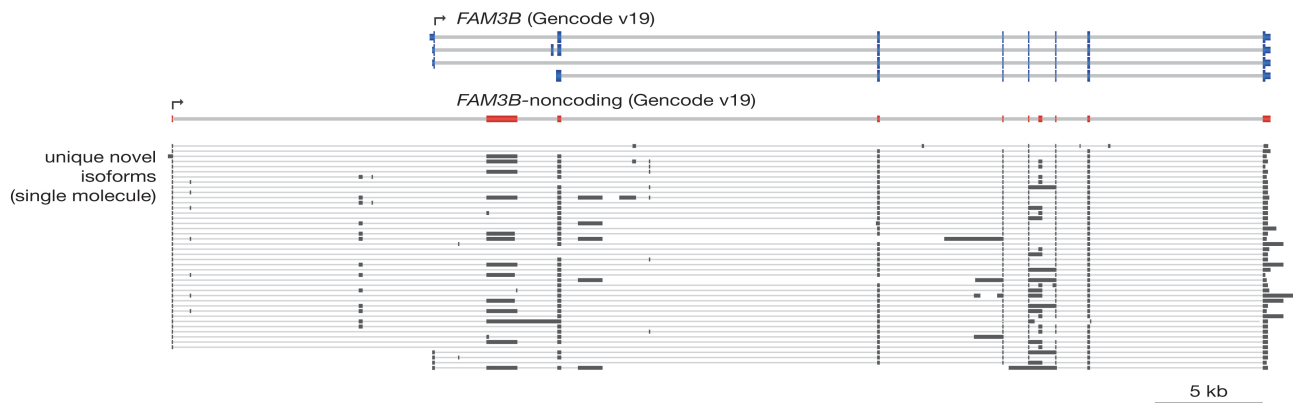 FAM3B (Gencode v19)
FAM3B-noncoding (Gencode v19)
unique novel
isoforms
(single molecule)
5 kb